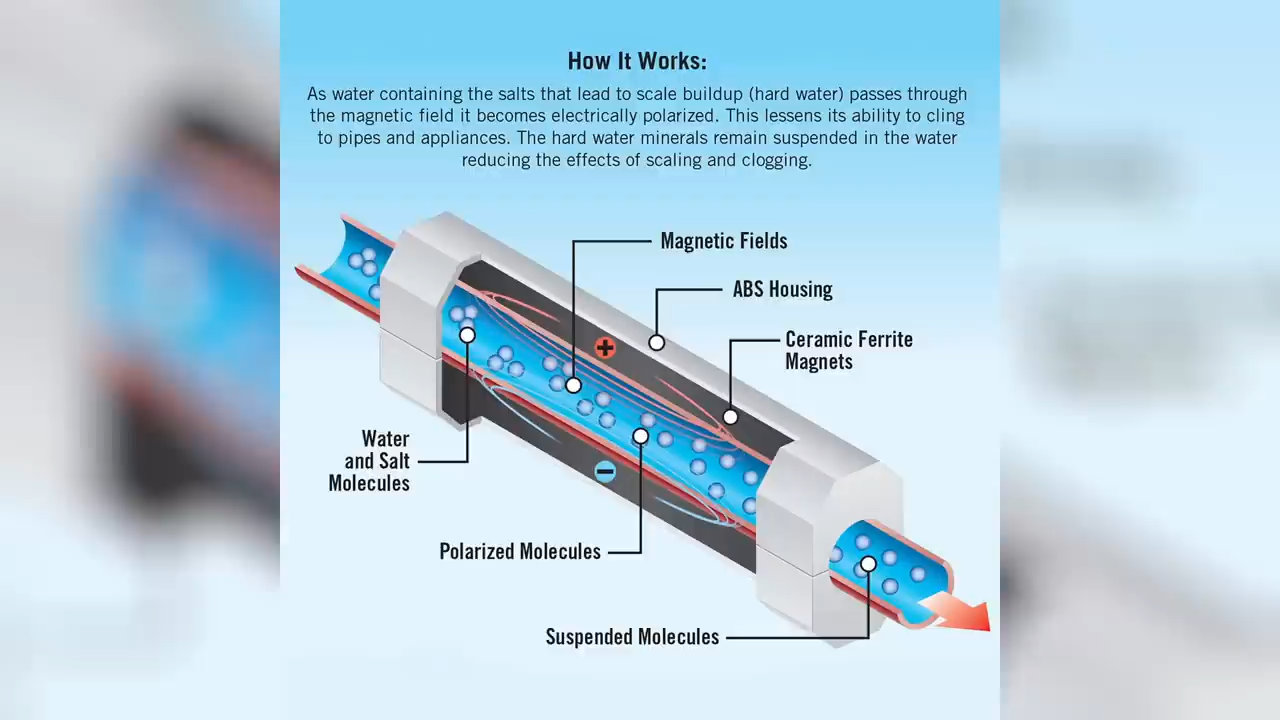 How It Works:
As water containing the salts that lead to scale buildup (hard water) passes through
the magnetic field it becomes electrically polarized. This lessens its ability to cling
to pipes and appliances. The hard water minerals remain suspended in the water
reducing the effects of scaling and clogging.
Magnetic Fields
ABS Housing
Ceramic Ferrite
Magnets
+
Water
and Salt
Molecules
−
Polarized Molecules
Suspended Molecules